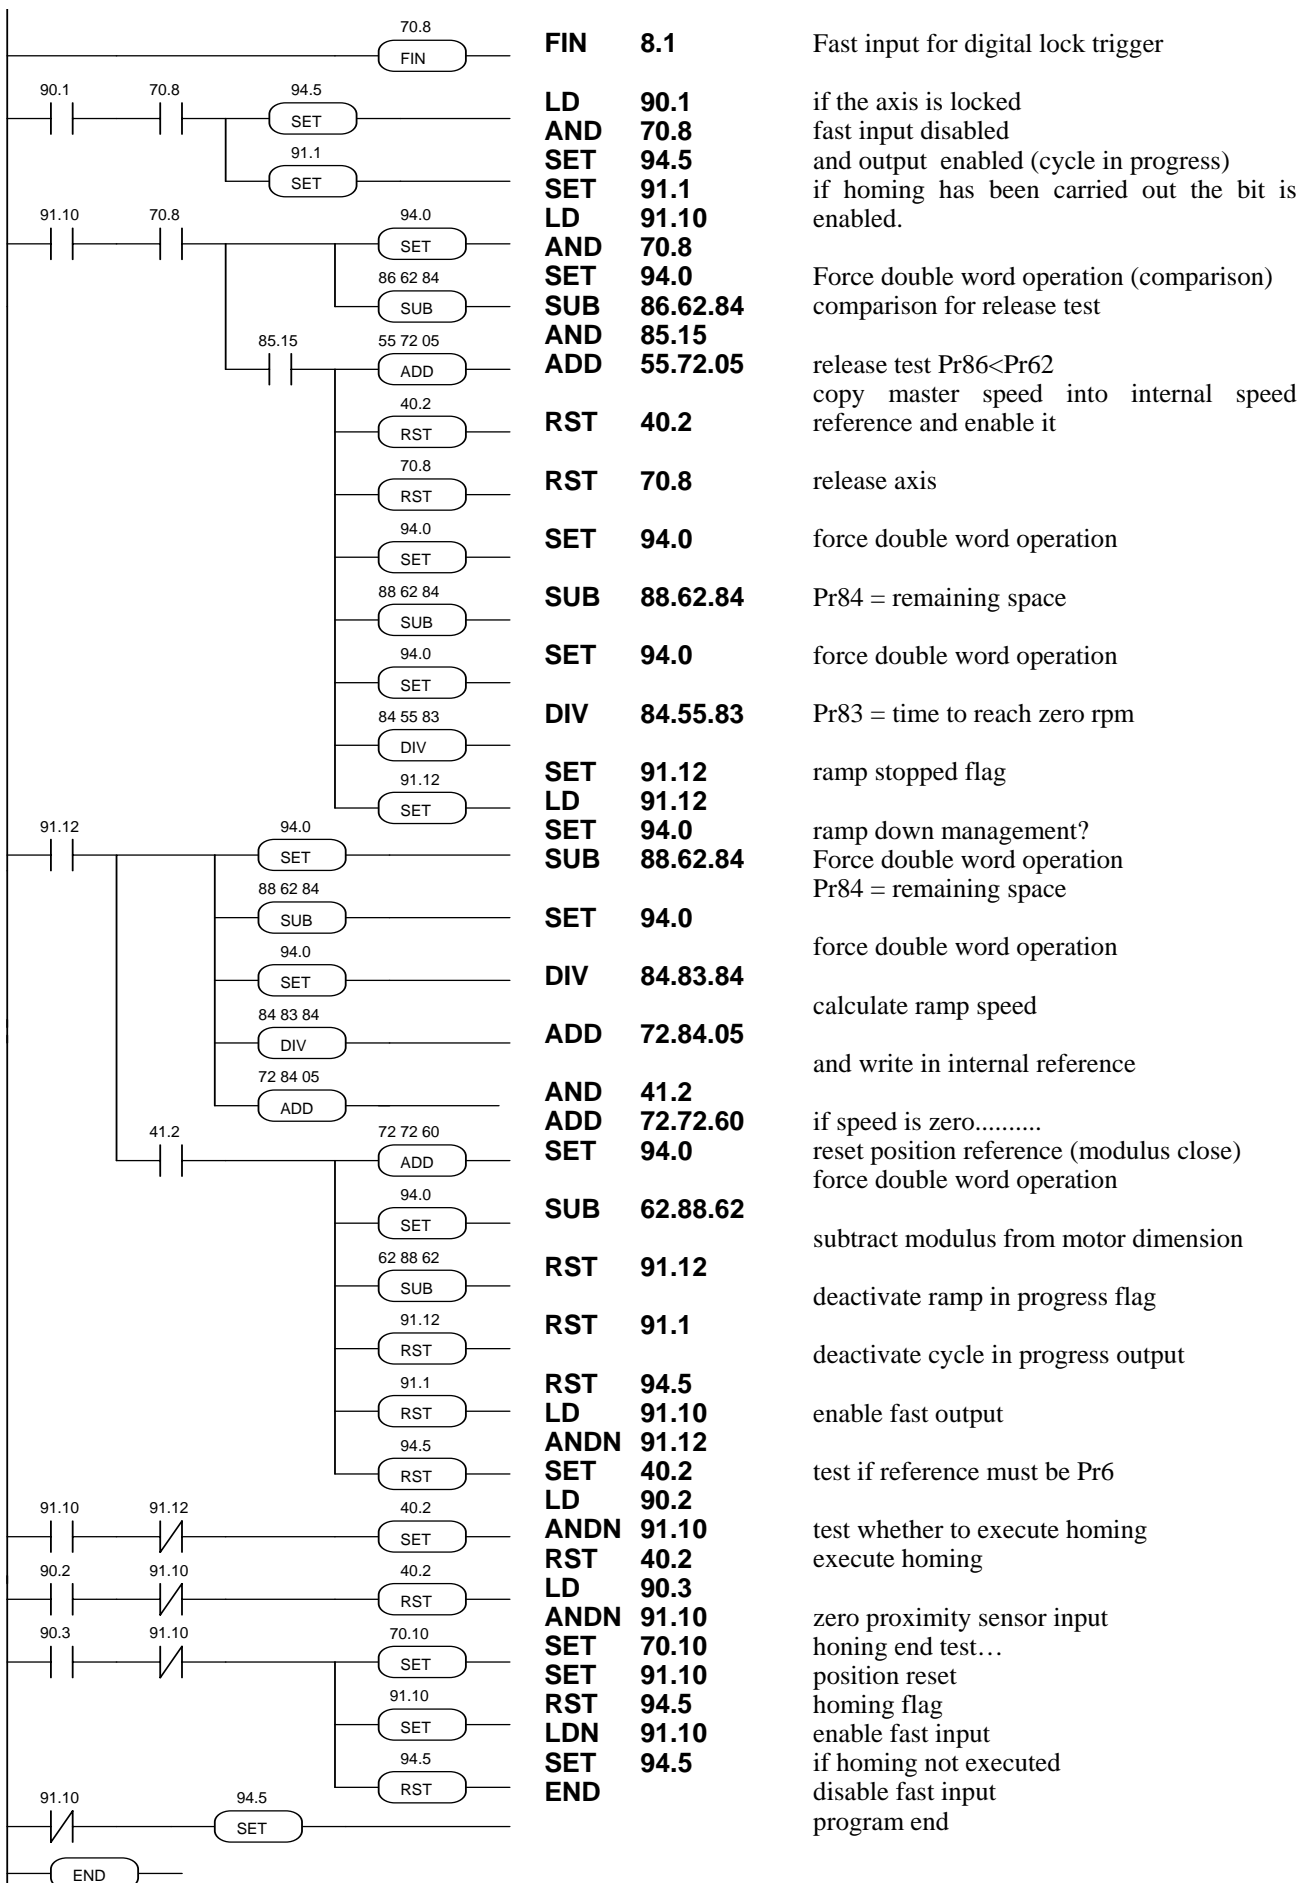 70.8
FIN
90.1 70.8 94.5
SET
91.1
SET
91.10 70.8 94.0
SET
86 62 84
SUB
85.15 55 72 05
ADD
40.2
RST
70.8
RST
94.0
SET
88 62 84
SUB
94.0
SET
84 55 83
DIV
91.12
SET
91.12 94.0
SET
88 62 84
SUB
94.0
SET
84 83 84
DIV
72 84 05
ADD
41.2 72 72 60
ADD
94.0
SET
62 88 62
SUB
91.12
RST
91.1
RST
94.5
RST
91.10 91.12 40.2
SET
90.2 91.10 40.2
RST
90.3 91.10 70.10
SET
91.10
SET
94.5
RST
91.10 94.5
SET
END
FIN 8.1 Fast input for digital lock trigger
LD 90.1 if the axis is locked
AND 70.8 fast input disabled
SET 94.5 and output enabled (cycle in progress)
SET 91.1 if homing has been carried out the bit is
LD 91.10 enabled.
AND 70.8
SET 94.0 Force double word operation (comparison)
SUB 86.62.84 comparison for release test
AND 85.15
ADD 55.72.05 release test Pr86<Pr62
copy master speed into internal speed
RST 40.2 reference and enable it
RST 70.8 release axis
SET 94.0 force double word operation
SUB 88.62.84 Pr84 = remaining space
SET 94.0 force double word operation
DIV 84.55.83 Pr83 = time to reach zero rpm
SET 91.12 ramp stopped flag
LD 91.12
SET 94.0 ramp down management?
SUB 88.62.84 Force double word operation
Pr84 = remaining space
SET 94.0
force double word operation
DIV 84.83.84
calculate ramp speed
ADD 72.84.05
and write in internal reference
AND 41.2
ADD 72.72.60 if speed is zero..........
SET 94.0 reset position reference (modulus close)
force double word operation
SUB 62.88.62
subtract modulus from motor dimension
RST 91.12
deactivate ramp in progress flag
RST 91.1
deactivate cycle in progress output
RST 94.5
LD 91.10 enable fast output
ANDN 91.12
SET 40.2 test if reference must be Pr6
LD 90.2
ANDN 91.10 test whether to execute homing
RST 40.2 execute homing
LD 90.3
ANDN 91.10 zero proximity sensor input
SET 70.10 honing end test…
SET 91.10 position reset
RST 94.5 homing flag
LDN 91.10 enable fast input
SET 94.5 if homing not executed
END disable fast input
program end